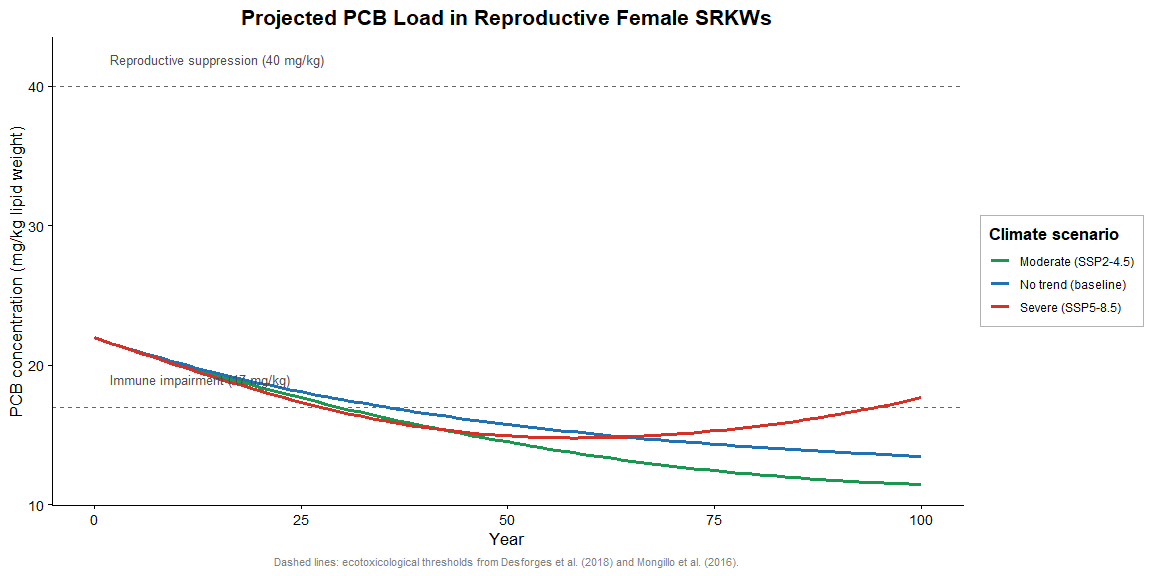 Projected PCB Load in Reproductive Female SRKWs
Reproductive suppression (40 mg/kg)
40
30
20
10
PCB concentration (mg/kg lipid weight)
Immune impairment (17 mg/kg)
0
25
50
75
100
Year
Climate scenario
Moderate (SSP2-4.5)
No trend (baseline)
Severe (SSP5-8.5)
Dashed lines: ecotoxicological thresholds from Desforges et al. (2018) and Mongillo et al. (2016).